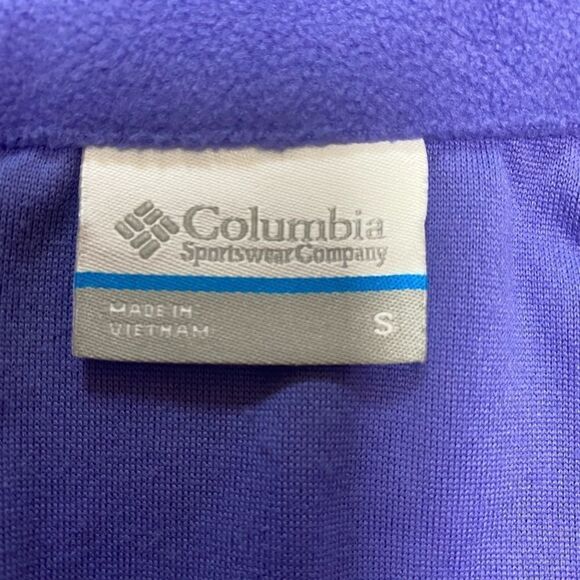 Columbia
Sportswear Company
MADE IN
VIETNAM
S